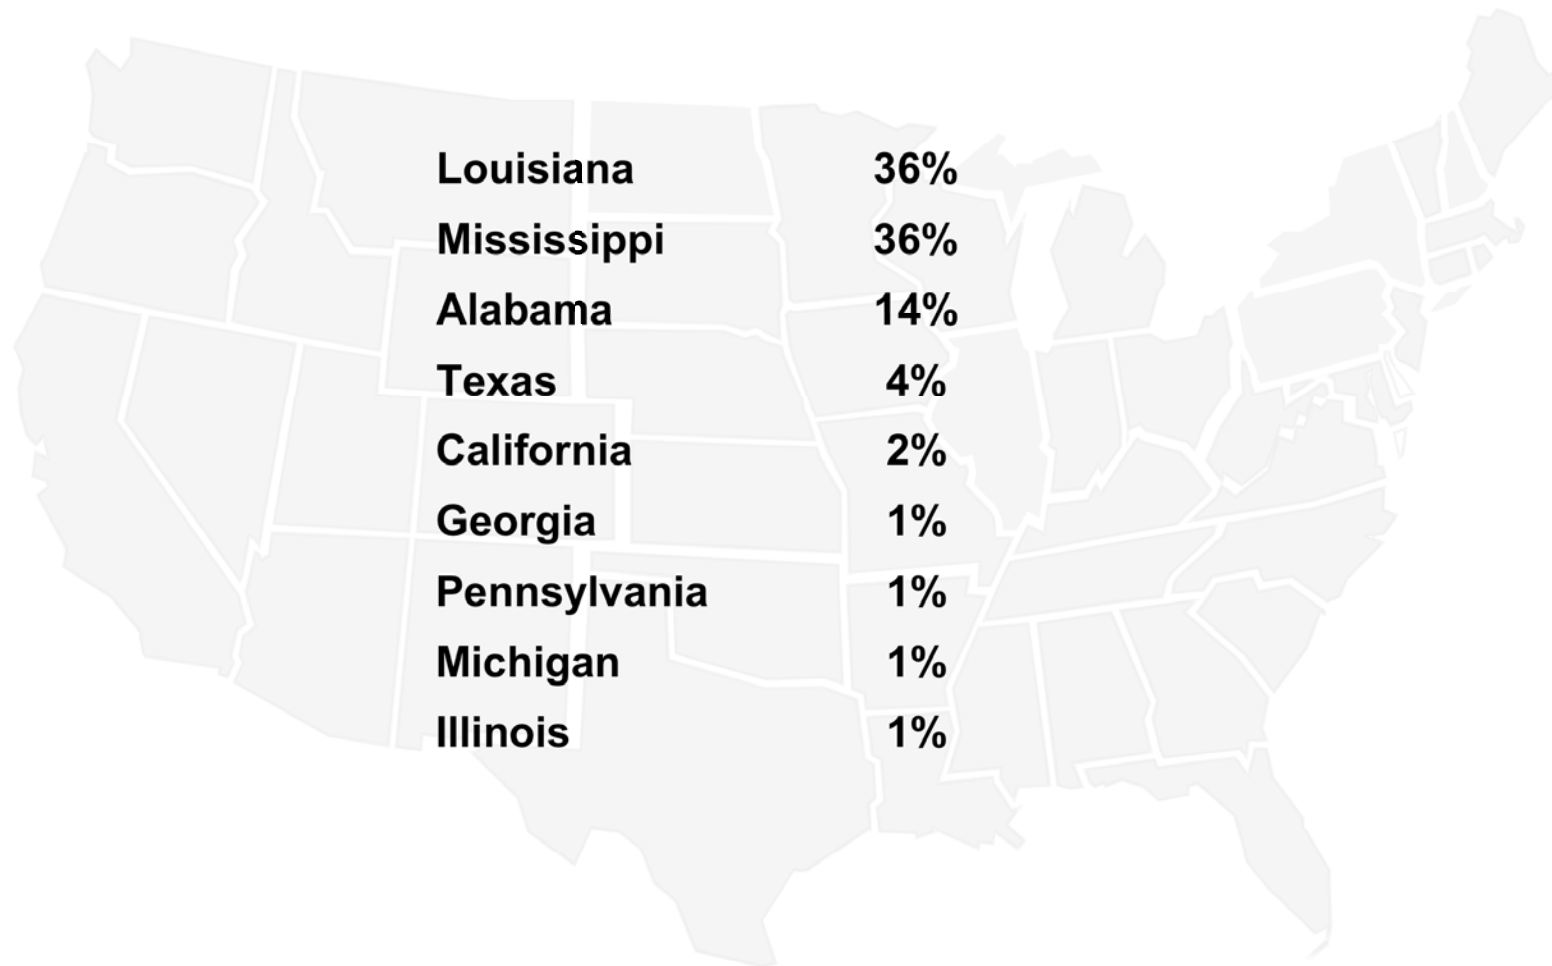 Louisiana 36%
Mississippi 36%
Alabama 14%
Texas 4%
California 2%
Georgia 1%
Pennsylvania 1%
Michigan 1%
Illinois 1%